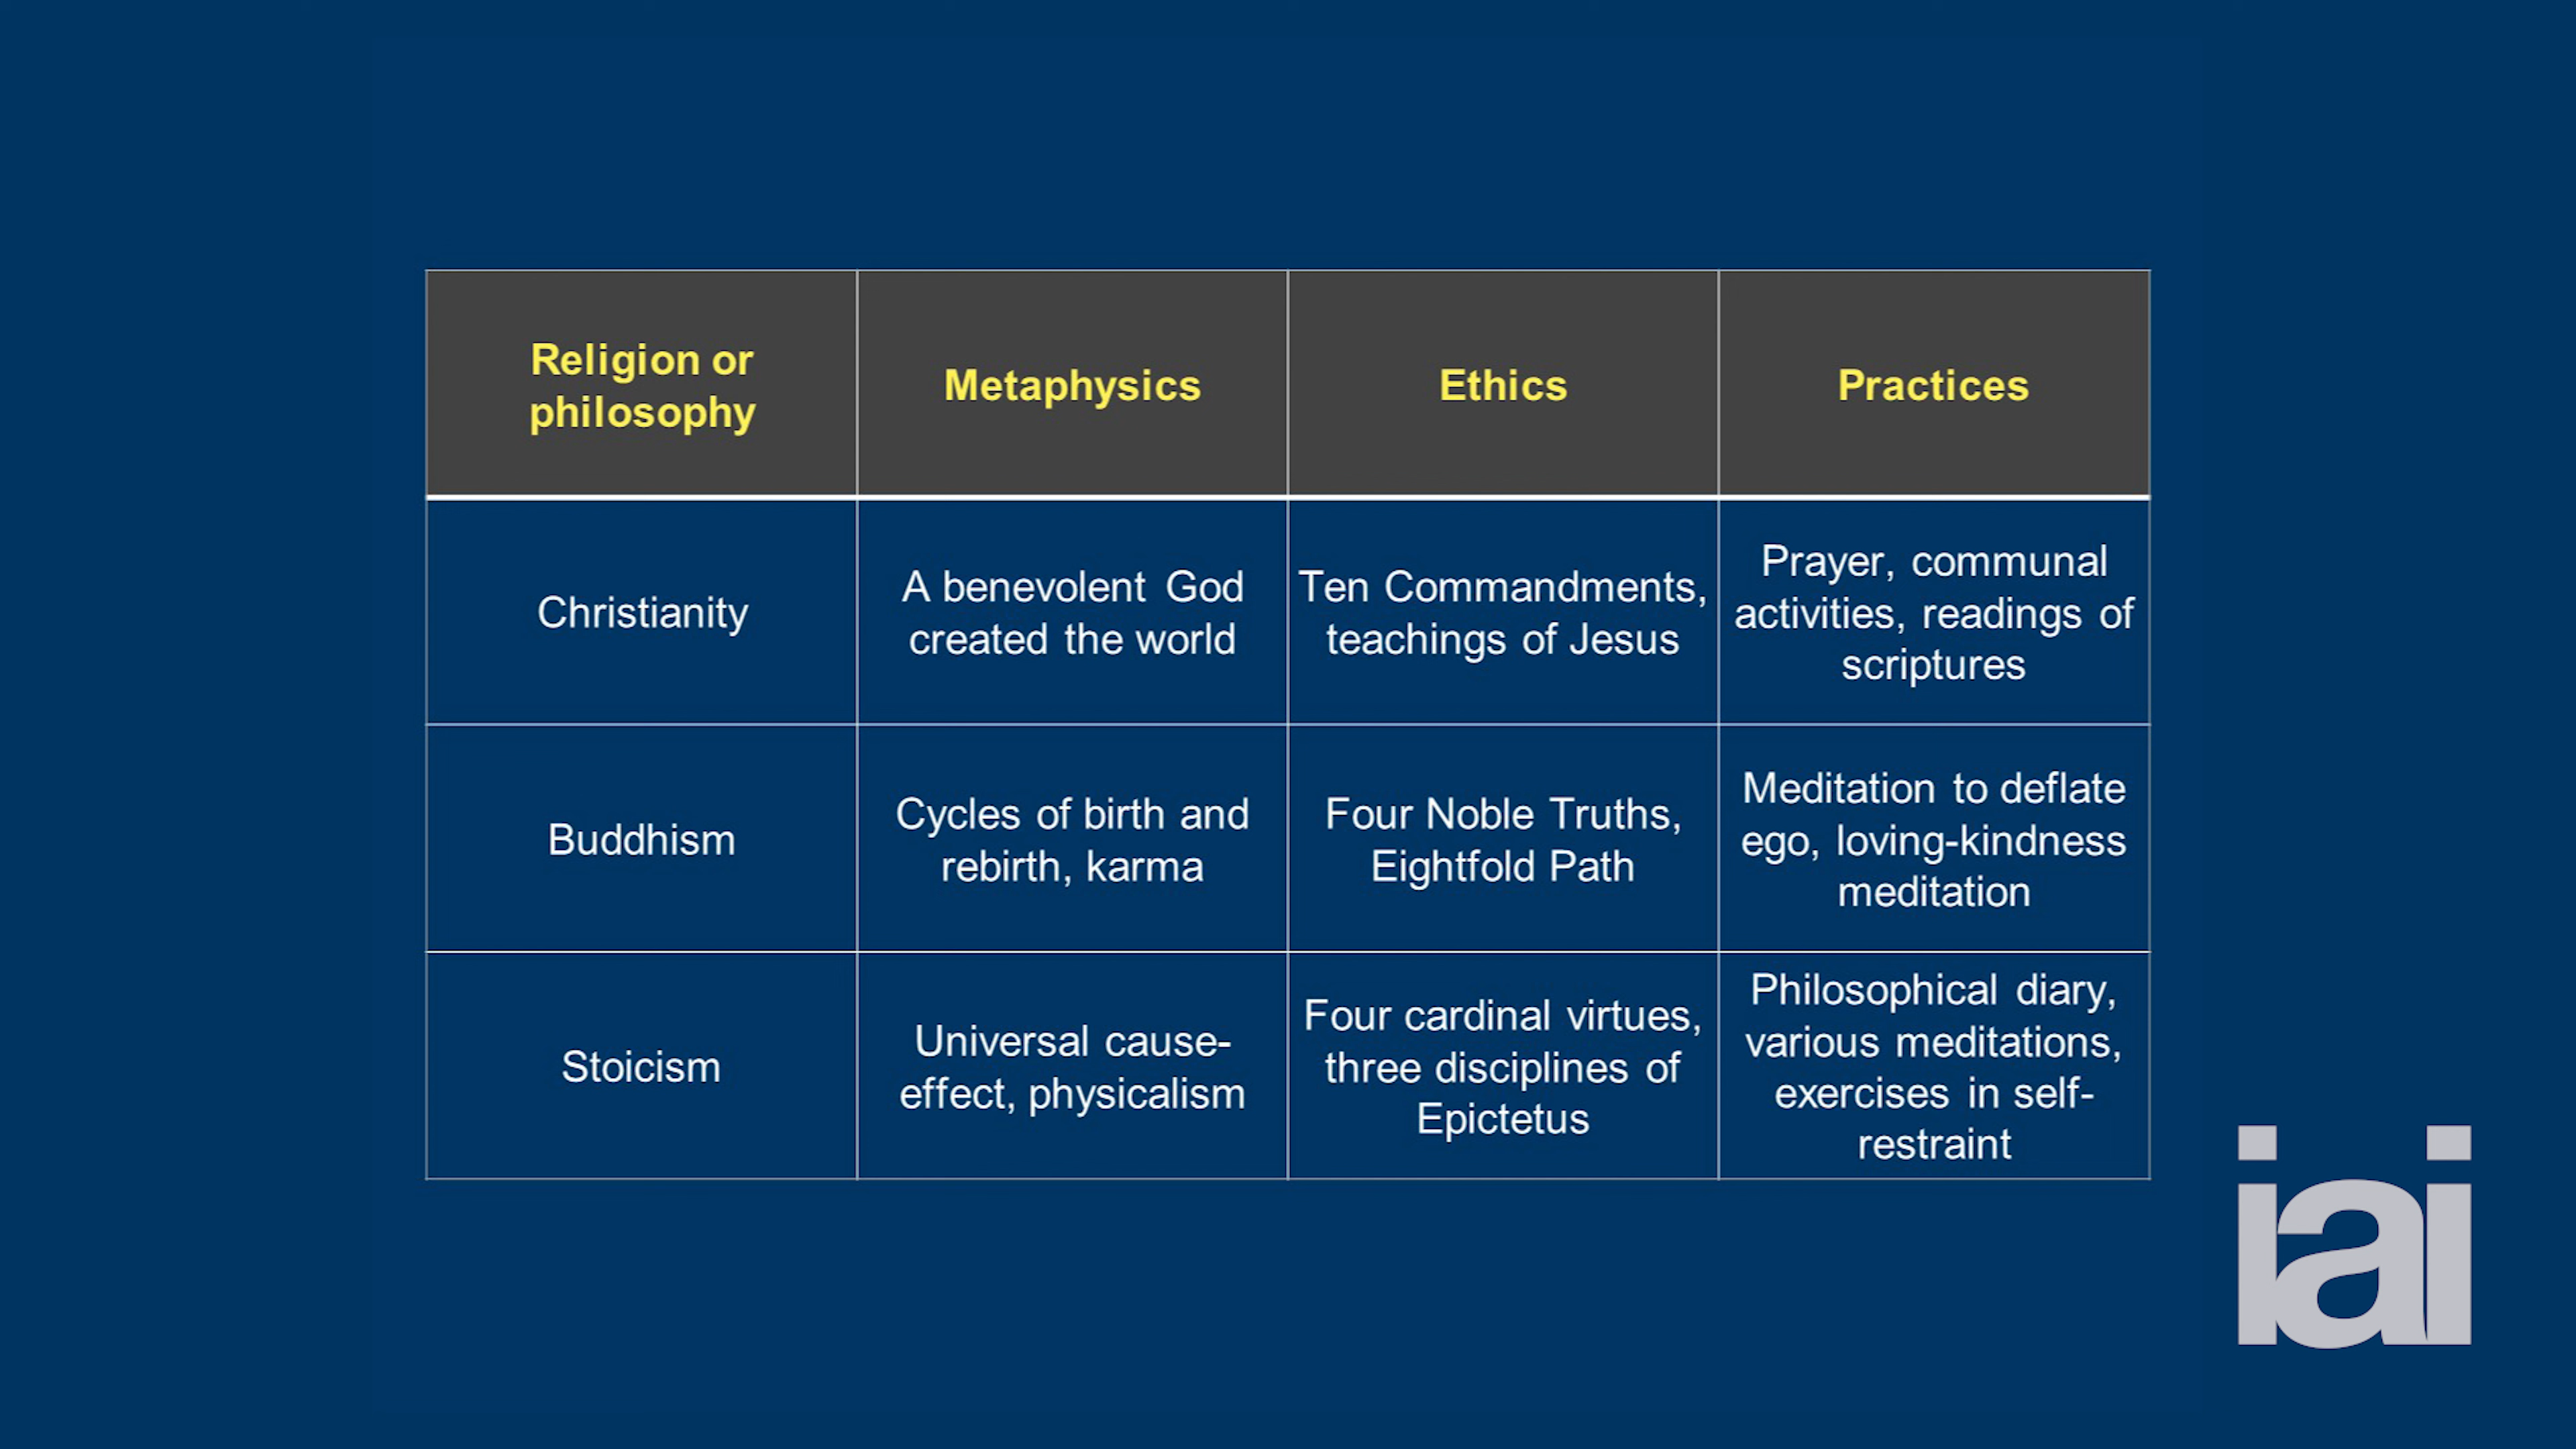 Religion or
philosophy
Metaphysics
Ethics
Practices
Christianity
A benevolent God
created the world
Ten Commandments,
teachings of Jesus
Prayer, communal
activities, readings of
scriptures
Buddhism
Cycles of birth and
rebirth, karma
Four Noble Truths,
Eightfold Path
Meditation to deflate
ego, loving-kindness
meditation
Stoicism
Universal cause-
effect, physicalism
Four cardinal virtues,
three disciplines of
Epictetus
Philosophical diary,
various meditations,
exercises in self-
restraint
iai